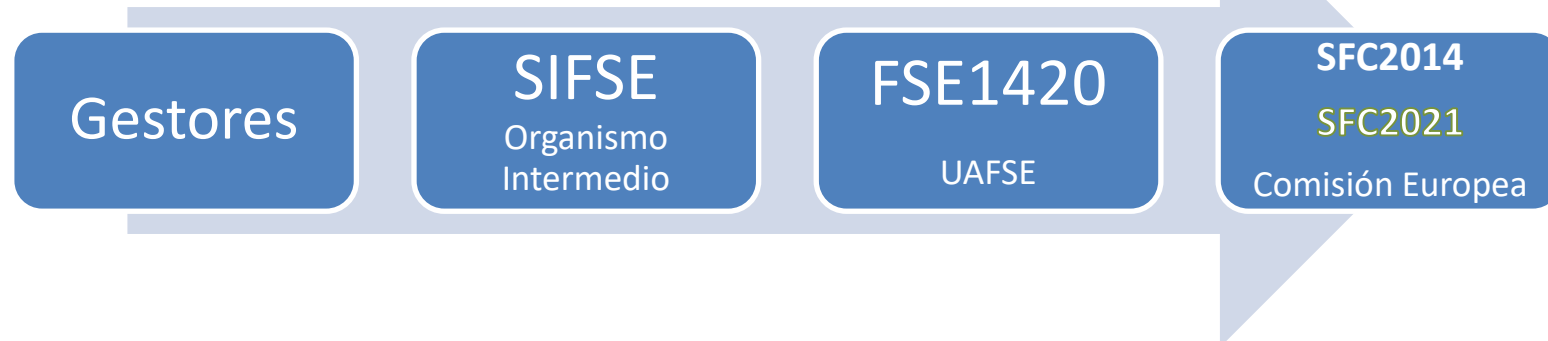 Gestores
SIFSE
Organismo
Intermedio
FSE1420
UAFSE
SFC2014
SFC2021
Comisión Europea